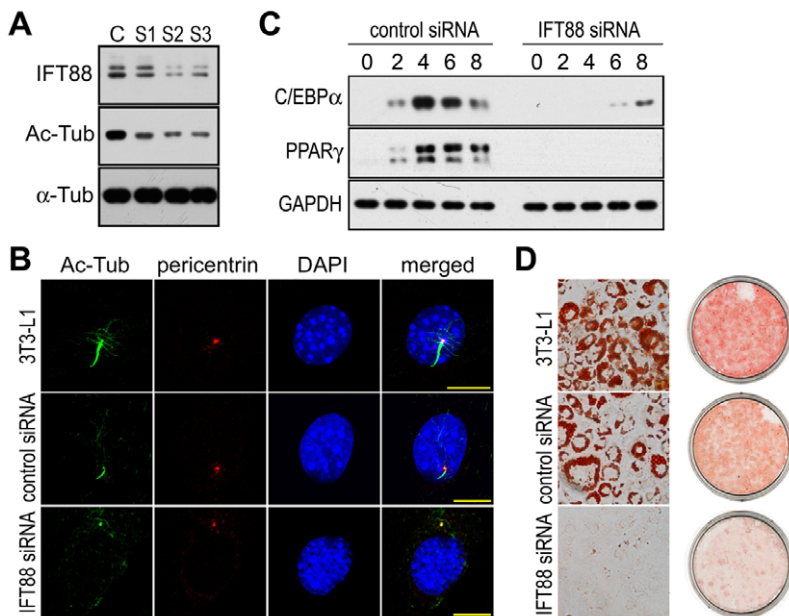 A
C S1 S2 S3
IFT88
Ac-Tub
α-Tub
C
control siRNA IFT88 siRNA
0 2 4 6 8 0 2 4 6 8
C/EBPα
PPARγ
GAPDH
B
Ac-Tub pericentrin DAPI merged
3T3-L1
control siRNA
IFT88 siRNA
D
3T3-L1
control siRNA
IFT88 siRNA